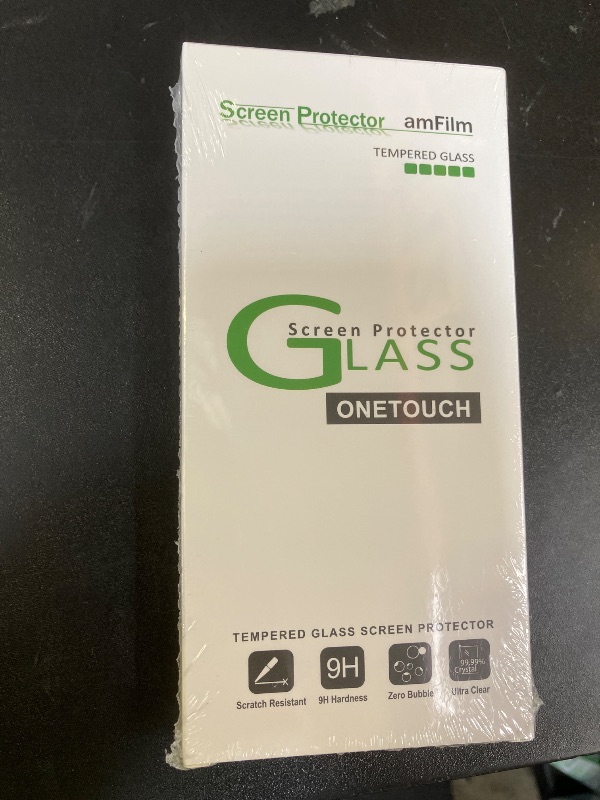 Screen Protector amFilm
TEMPERED GLASS
Screen Protector
GLASS
ONETOUCH
TEMPERED GLASS SCREEN PROTECTOR
9H
99.99%
Crystal
Scratch Resistant 9H Hardness Zero Bubble Ultra Clear